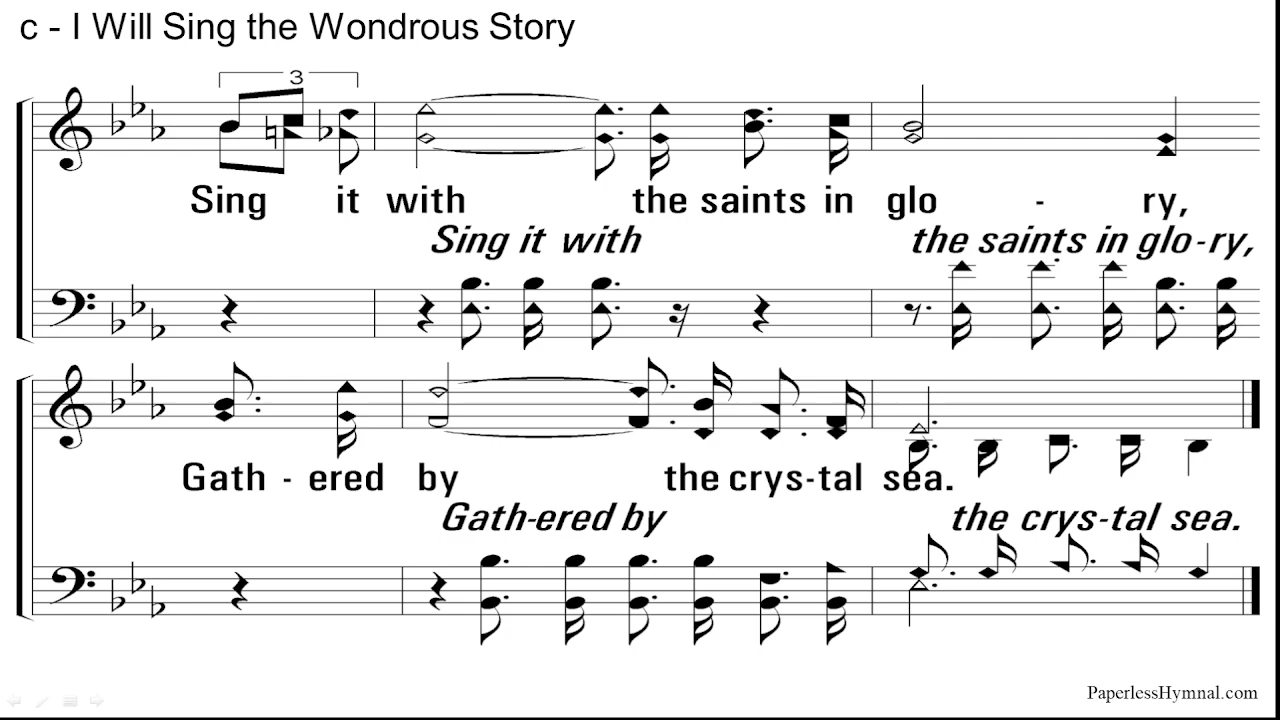 c - I Will Sing the Wondrous Story
3
Sing it with the saints in glo - ry,
Sing it with the saints in glo-ry,
Gath - ered by the crys-tal sea.
Gath-ered by the crys-tal sea.
PaperlessHymnal.com